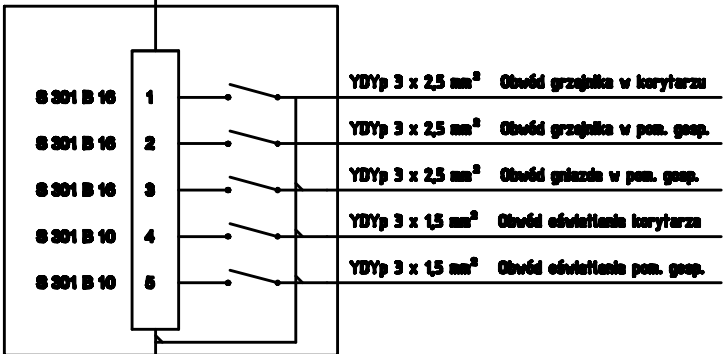 S 301 B 16 1 YDYp 3 x 2,5 mm² Obwód grzejnika w korytarzu
S 301 B 16 2 YDYp 3 x 2,5 mm² Obwód grzejnika w pom. gosp.
S 301 B 16 3 YDYp 3 x 2,5 mm² Obwód gniazda w pom. gosp.
S 301 B 10 4 YDYp 3 x 1,5 mm² Obwód oświetlenia korytarza
S 301 B 10 5 YDYp 3 x 1,5 mm² Obwód oświetlenia pom. gosp.